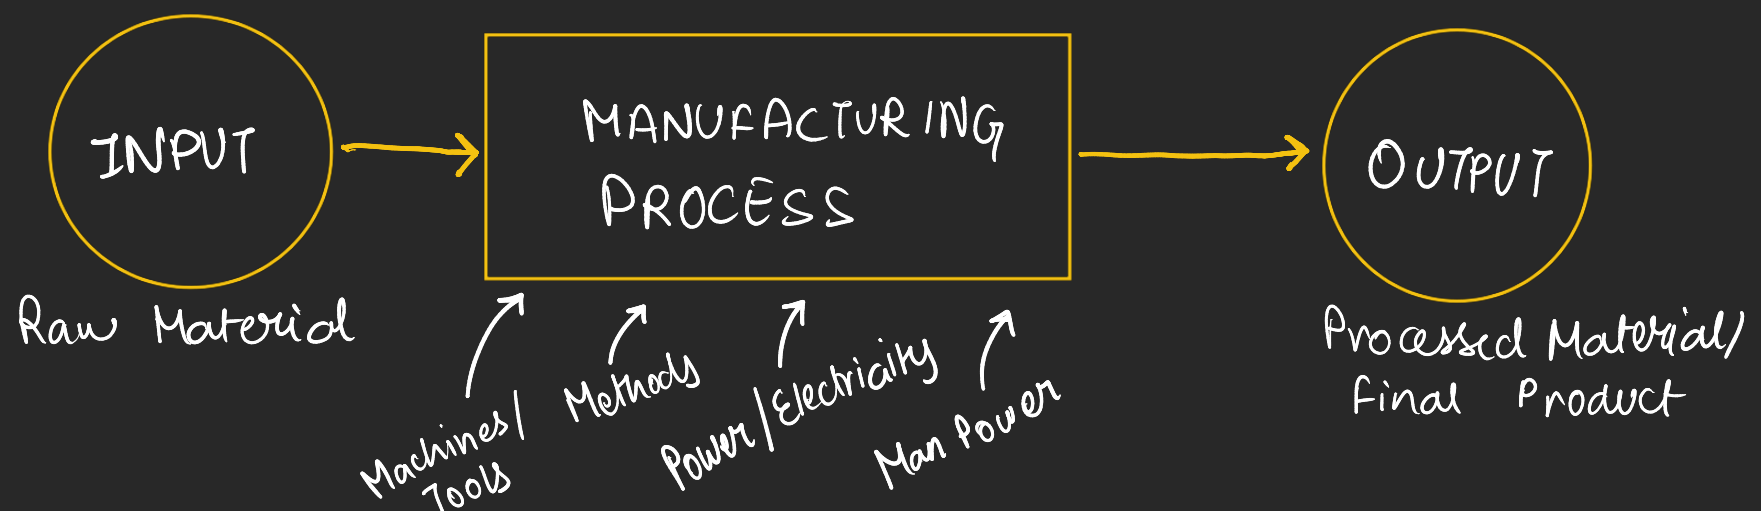 INPUT
Raw Material
MANUFACTURING
PROCESS
Machines/
Tools
Methods
Power/Electricity
Man Power
OUTPUT
Processed Material/
Final Product